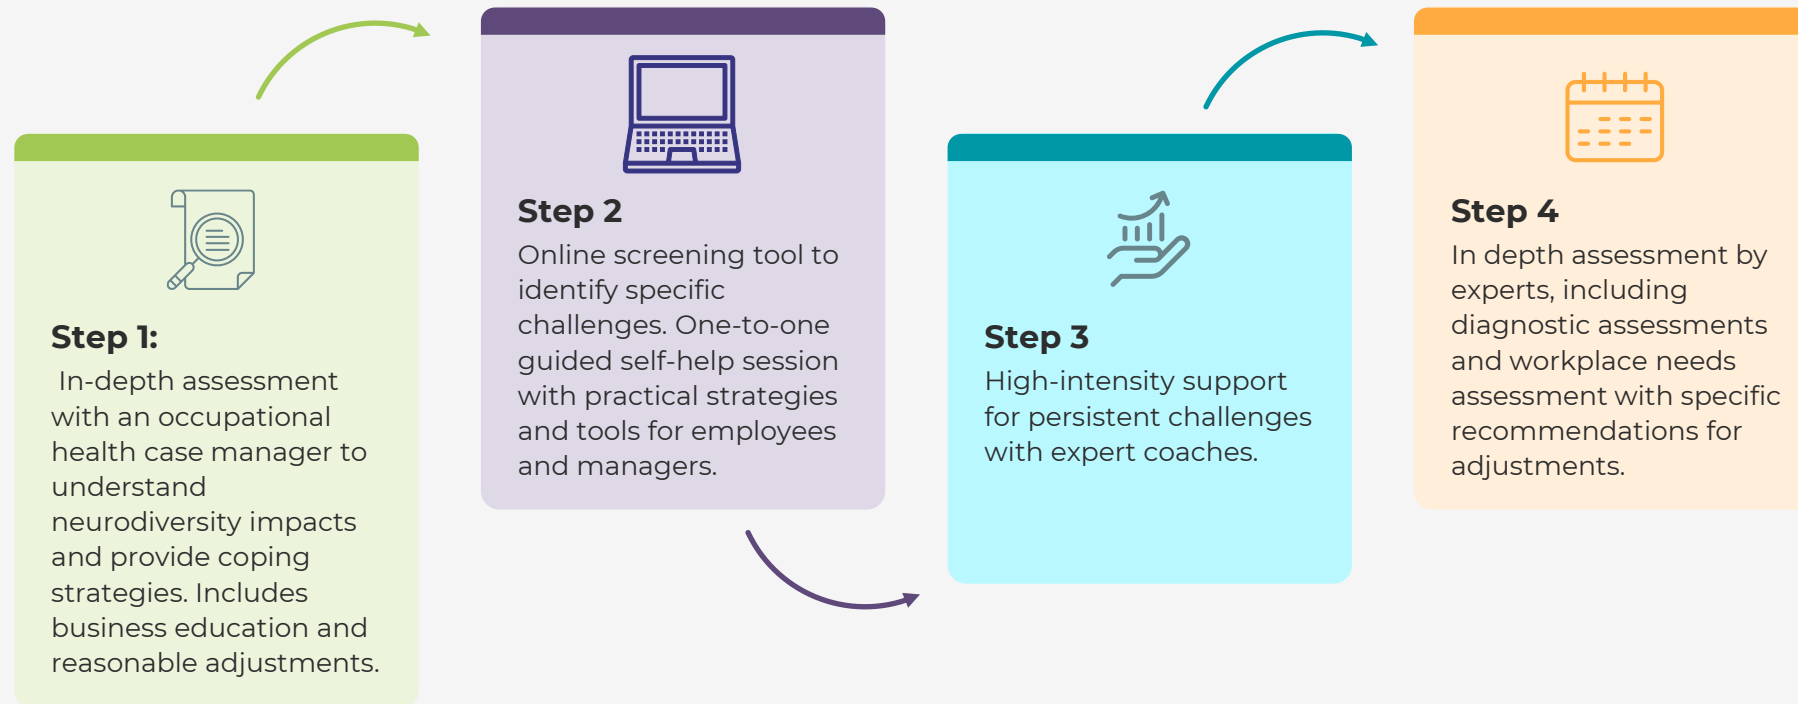 Step 1:
In-depth assessment
with an occupational
health case manager to
understand
neurodiversity impacts
and provide coping
strategies. Includes
business education and
reasonable adjustments.
Step 2
Online screening tool to
identify specific
challenges. One-to-one
guided self-help session
with practical strategies
and tools for employees
and managers.
Step 3
High-intensity support
for persistent challenges
with expert coaches.
Step 4
In depth assessment by
experts, including
diagnostic assessments
and workplace needs
assessment with specific
recommendations for
adjustments.